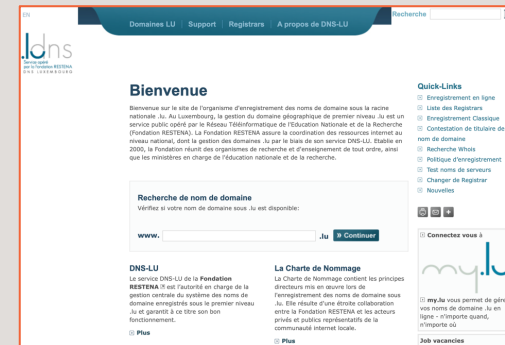 EN
Domaines LU | Support | Registrars | A propos de DNS-LU
Recherche
.ldns
Service opéré
par la Fondation RESTENA
DNS LUXEMBOURG
Bienvenue
Bienvenue sur le site de l'organisme d'enregistrement des noms de domaine sous la racine
nationale .lu. Au Luxembourg, la gestion du domaine géographique de premier niveau .lu est un
service public opéré par le Réseau Téléinformatique de l'Education Nationale et de la Recherche
(Fondation RESTENA). La Fondation RESTENA assure la coordination des ressources internet au
niveau national, dont la gestion des domaines .lu par le biais de son service DNS-LU. Etablie en
2000, la Fondation réunit des organismes de recherche et d'enseignement de tout ordre, ainsi
que les ministères en charge de l'éducation nationale et de la recherche.
Recherche de nom de domaine
Vérifiez si votre nom de domaine sous .lu est disponible:
www. .lu » Continuer
DNS-LU
Le service DNS-LU de la Fondation
RESTENA est l'autorité en charge de la
gestion centrale du système des noms de
domaine enregistrés sous le premier niveau
.lu et garantit à ce titre son bon
fonctionnement.
Plus
La Charte de Nommage
La Charte de Nommage contient les principes
directeurs mis en œuvre lors de
l'enregistrement des noms de domaine sous
.lu. Elle résulte d'une étroite collaboration
entre la Fondation RESTENA et les acteurs
privés et publics représentatifs de la
communauté internet locale.
Plus
Quick-Links
Enregistrement en ligne
Liste des Registrars
Enregistrement Classique
Contestation de titulaire de
nom de domaine
Recherche Whois
Politique d'enregistrement
Test noms de serveurs
Changer de Registrar
Nouvelles
Connectez vous à
my.lu
my.lu vous permet de gére
vos noms de domaine .lu en
ligne - n'importe quand,
n'importe où
Job vacancies